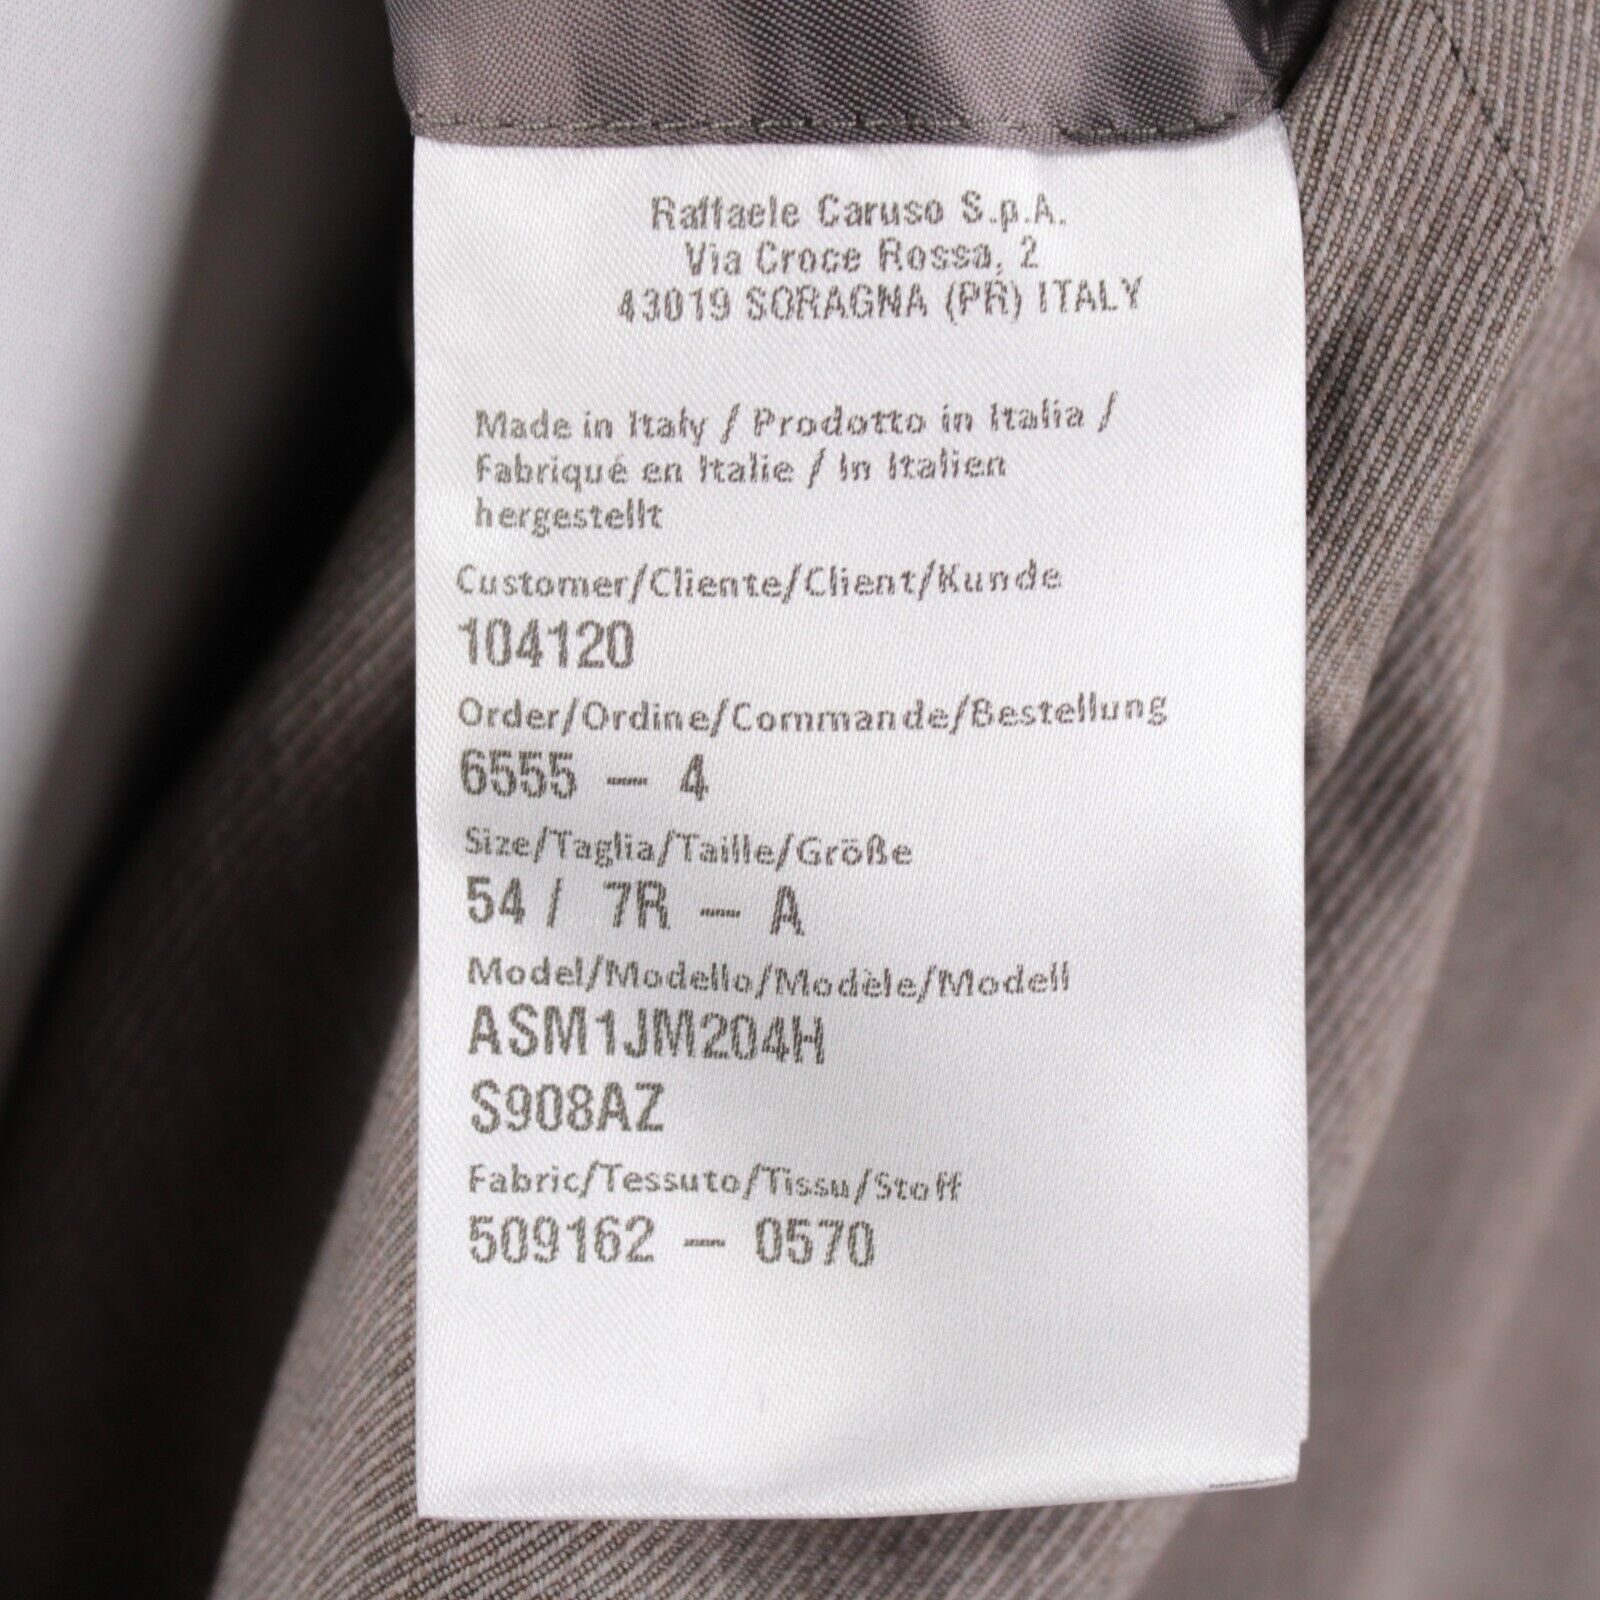 Raffaele Caruso S.p.A.
Via Croce Rossa, 2
43019 SORAGNA (PR) ITALY
Made in Italy / Prodotto in Italia /
Fabriqué en Italie / In Italien
hergestellt
Customer/Cliente/Client/Kunde
104120
Order/Ordine/Commande/Bestellung
6555 – 4
Size/Taglia/Taille/Größe
54 / 7R – A
Model/Modello/Modèle/Modell
ASM1JM204H
S908AZ
Fabric/Tessuto/Tissu/Stoff
509162 – 0570